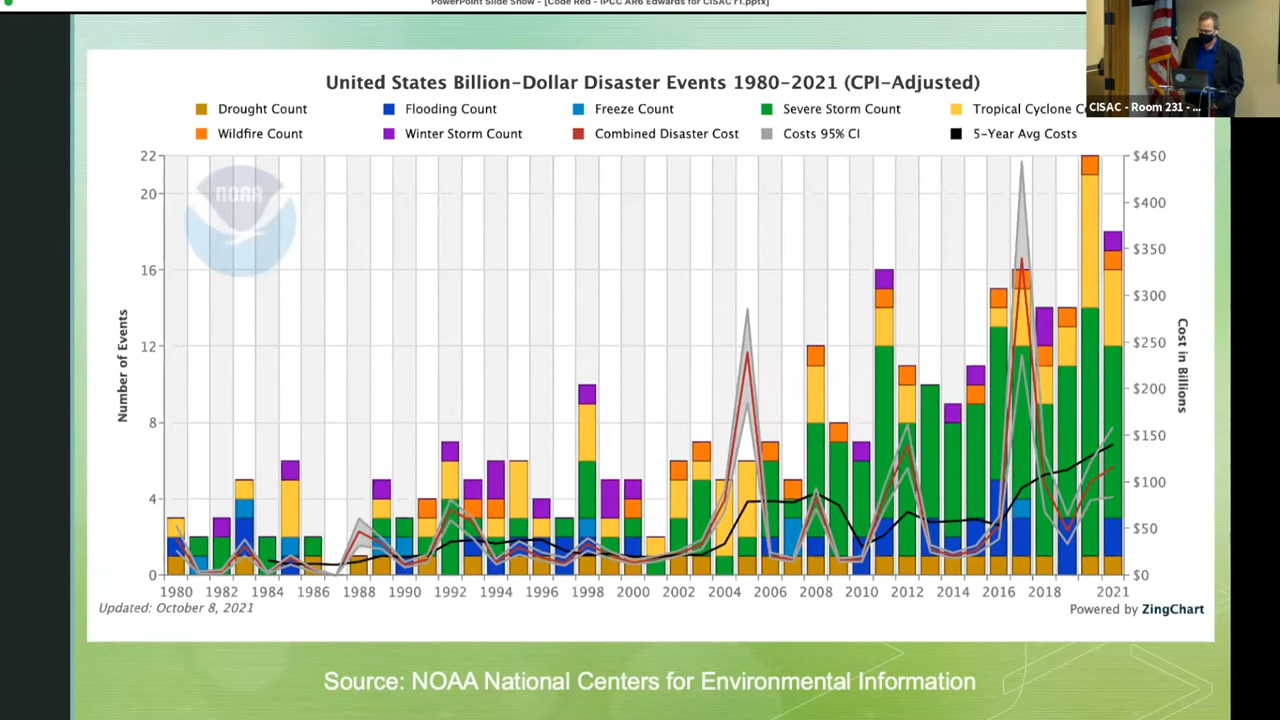 PowerPoint Slide Show - [Code Red - IPCC AR6 Edwards for CISAC r1.pptx]
CISAC - Room 231 - ...
United States Billion-Dollar Disaster Events 1980-2021 (CPI-Adjusted)
Drought Count Flooding Count Freeze Count Severe Storm Count Tropical Cyclone C
Wildfire Count Winter Storm Count Combined Disaster Cost Costs 95% CI 5-Year Avg Costs
NOAA
22 $450
20 $400
$350
16 $300
12 $250
$200
8 $150
4 $100
$50
0 $0
Number of Events
Cost in Billions
1980 1982 1984 1986 1988 1990 1992 1994 1996 1998 2000 2002 2004 2006 2008 2010 2012 2014 2016 2018 2021
Updated: October 8, 2021 Powered by ZingChart
Source: NOAA National Centers for Environmental Information